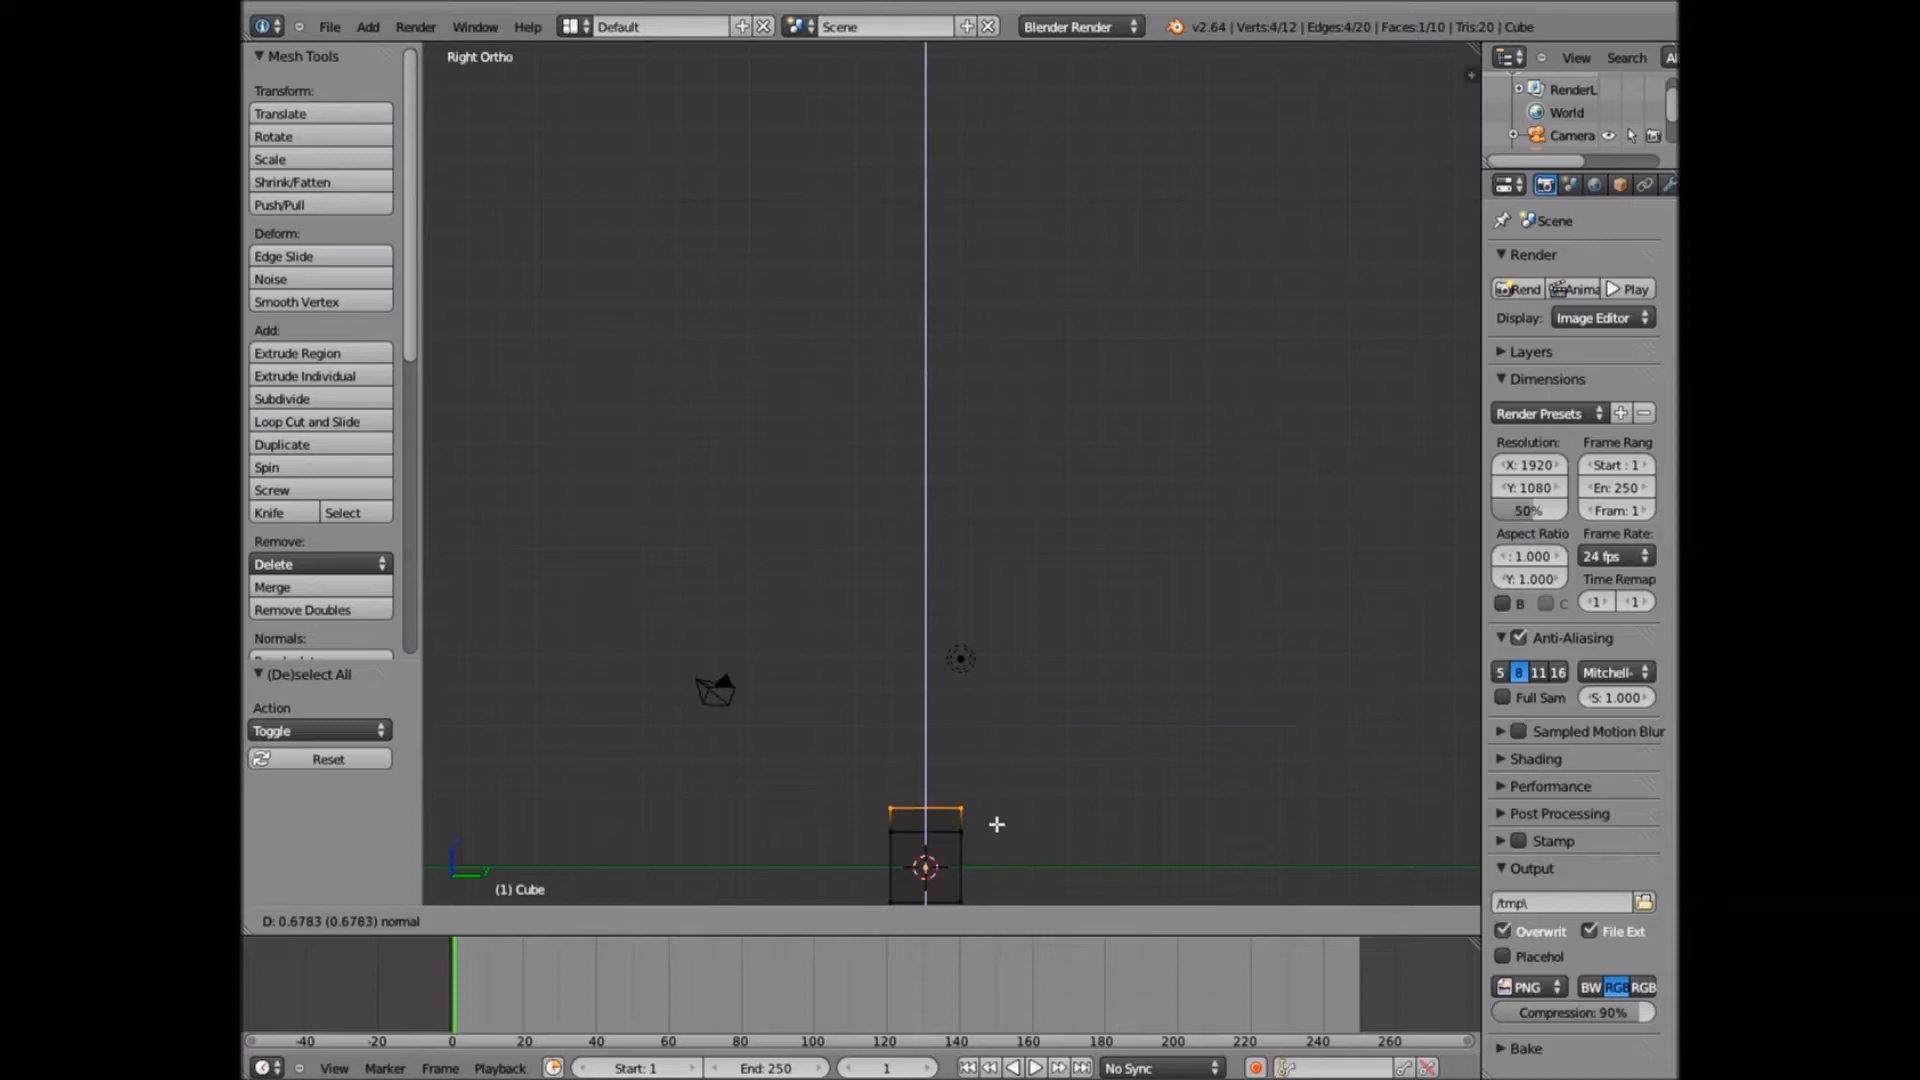 File Add Render Window Help Default Scene Blender Render v2.64 | Verts:4/12 | Edges:4/20 | Faces:1/10 | Tris:20 | Cube
Mesh Tools
Transform:
Translate
Rotate
Scale
Shrink/Fatten
Push/Pull
Deform:
Edge Slide
Noise
Smooth Vertex
Add:
Extrude Region
Extrude Individual
Subdivide
Loop Cut and Slide
Duplicate
Spin
Screw
Knife Select
Remove:
Delete
Merge
Remove Doubles
Normals:
(De)select All
Action
Toggle
Reset
Right Ortho
(1) Cube
D: 0.6783 (0.6783) normal
View Search Al
RenderL
World
Camera
Scene
Render
Rend Anima Play
Display: Image Editor
Layers
Dimensions
Render Presets
Resolution: Frame Rang
X: 1920 Start : 1
Y: 1080 En: 250
50% Fram: 1
Aspect Ratio Frame Rate:
: 1.000 24 fps
Y: 1.000 Time Remap
B C 1 1
Anti-Aliasing
5 8 11 16 Mitchell-
Full Sam S: 1.000
Sampled Motion Blur
Shading
Performance
Post Processing
Stamp
Output
/tmp\
Overwrit File Ext
Placehol
PNG BW RGB RGB
Compression: 90%
Bake
-40 -20 0 20 40 60 80 100 120 140 160 180 200 220 240 260
View Marker Frame Playback Start: 1 End: 250 1 No Sync